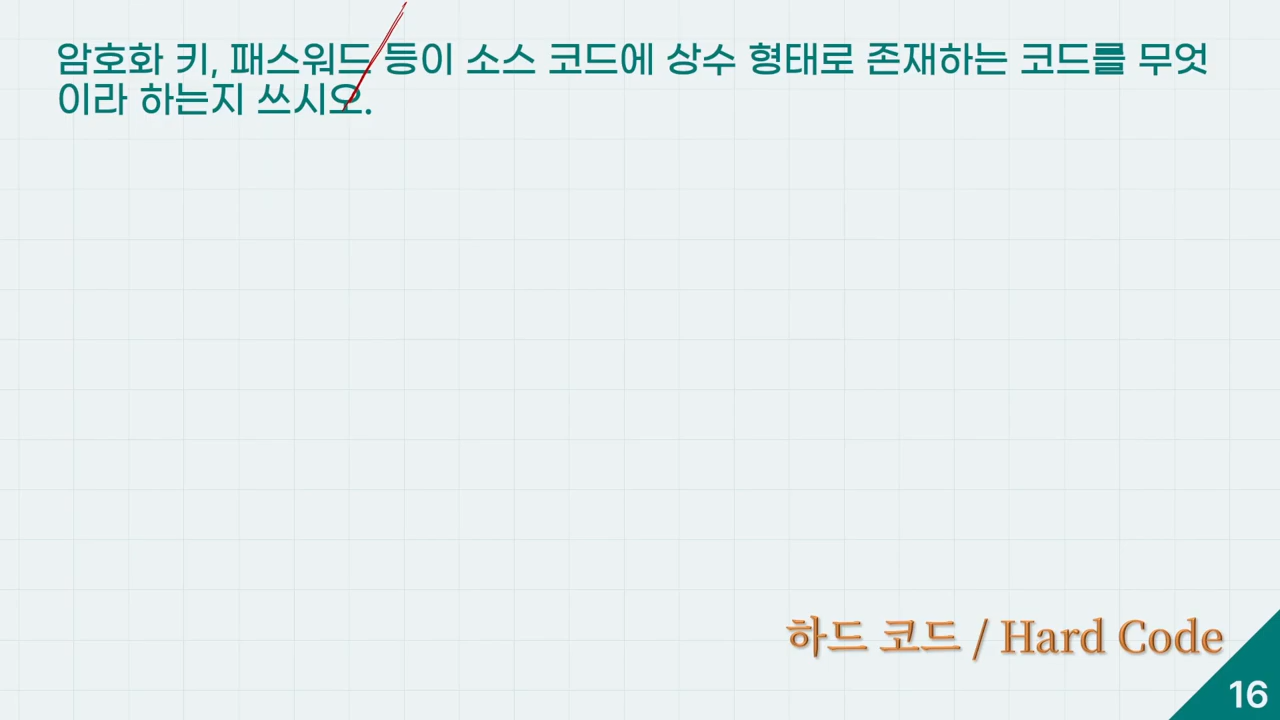 암호화 키, 패스워드 등이 소스 코드에 상수 형태로 존재하는 코드를 무엇
이라 하는지 쓰시오.
하드 코드 / Hard Code
16